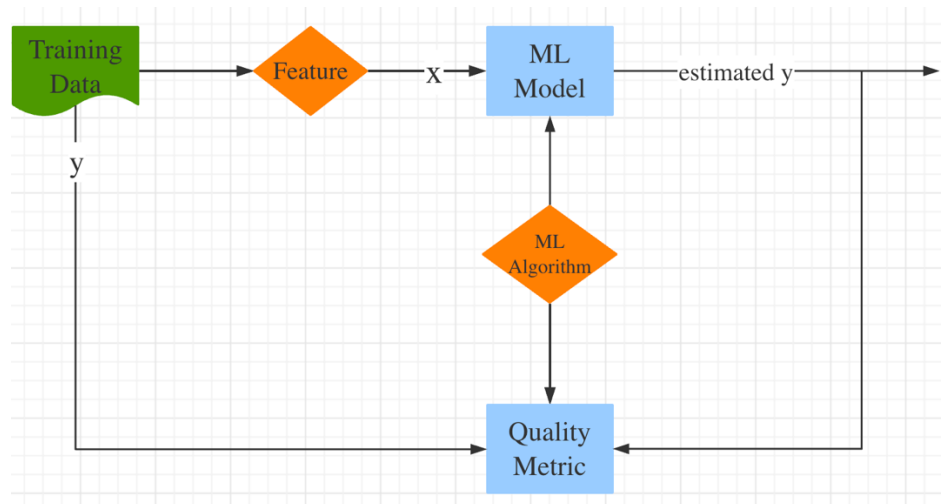 Training
Data
Feature
x
ML
Model
estimated y
y
ML
Algorithm
Quality
Metric